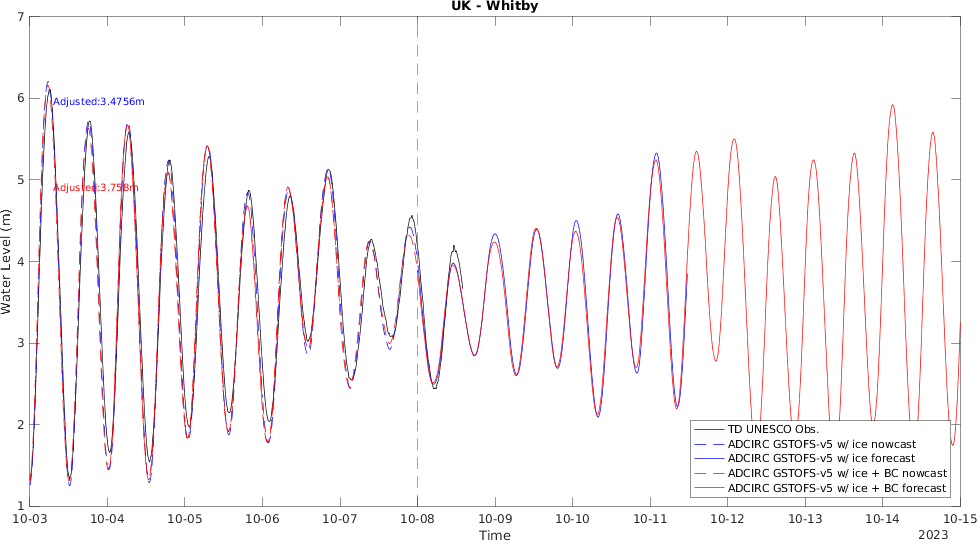 UK - Whitby
7
6
5
4
3
2
1
Water Level (m)
Adjusted:3.4756m
Adjusted:3.758m
TD UNESCO Obs.
ADCIRC GSTOFS-v5 w/ ice nowcast
ADCIRC GSTOFS-v5 w/ ice forecast
ADCIRC GSTOFS-v5 w/ ice + BC nowcast
ADCIRC GSTOFS-v5 w/ ice + BC forecast
10-03 10-04 10-05 10-06 10-07 10-08 10-09 10-10 10-11 10-12 10-13 10-14 10-15
Time
2023